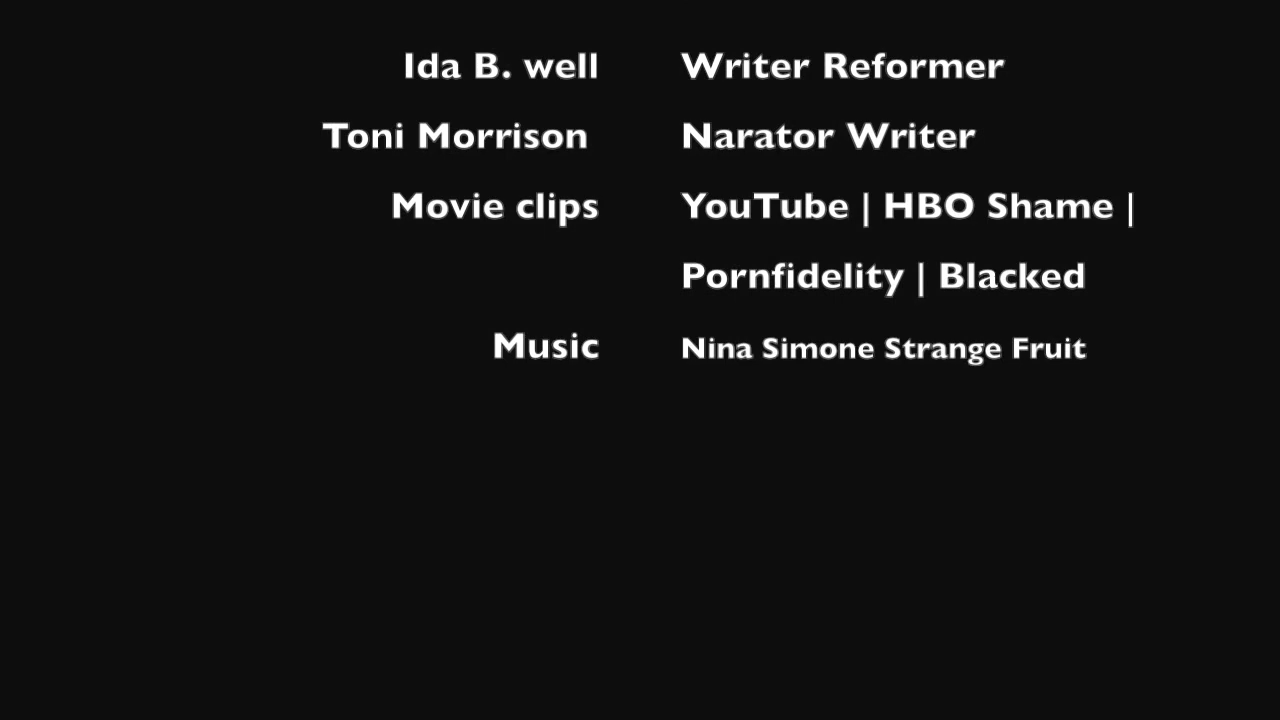 Ida B. well Writer Reformer
Toni Morrison Narator Writer
Movie clips YouTube | HBO Shame |
Pornfidelity | Blacked
Music Nina Simone Strange Fruit